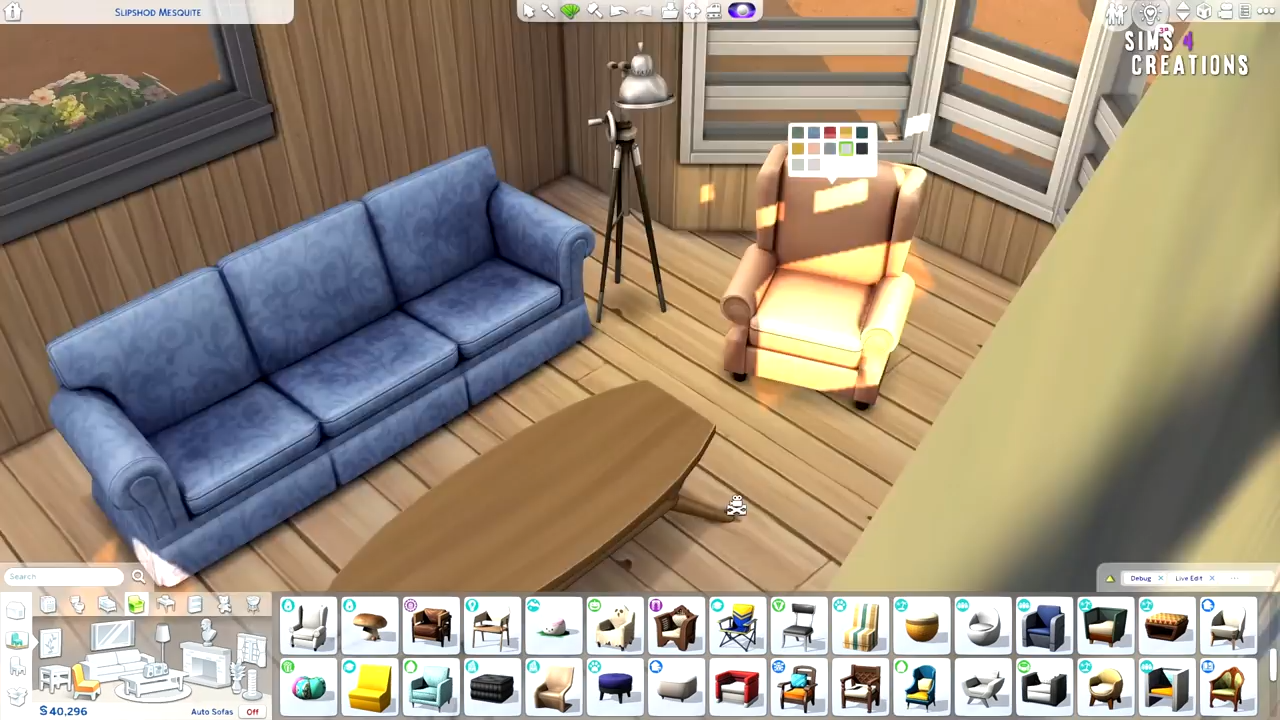 Slipshod Mesquite
SIMS 4
CREATIONS
Search
Debug
Live Edit
$40,296
Auto Sofas
Off